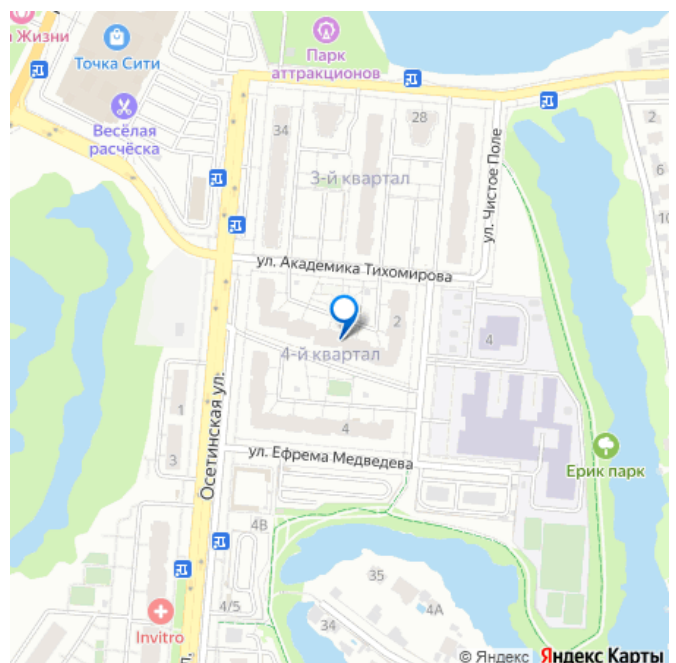 а Жизни
Точка Сити
Парк
аттракционов
Весёлая
расчёска
34
28
2
3-й квартал
6
10
ул. Чистое Поле
ул. Академика Тихомирова
2
4
4-й квартал
Осетинская ул.
1
4
3
ул. Ефрема Медведева
Ерик парк
4В
35
4/5
4А
34
Invitro
ул.
© Яндекс Яндекс Карты